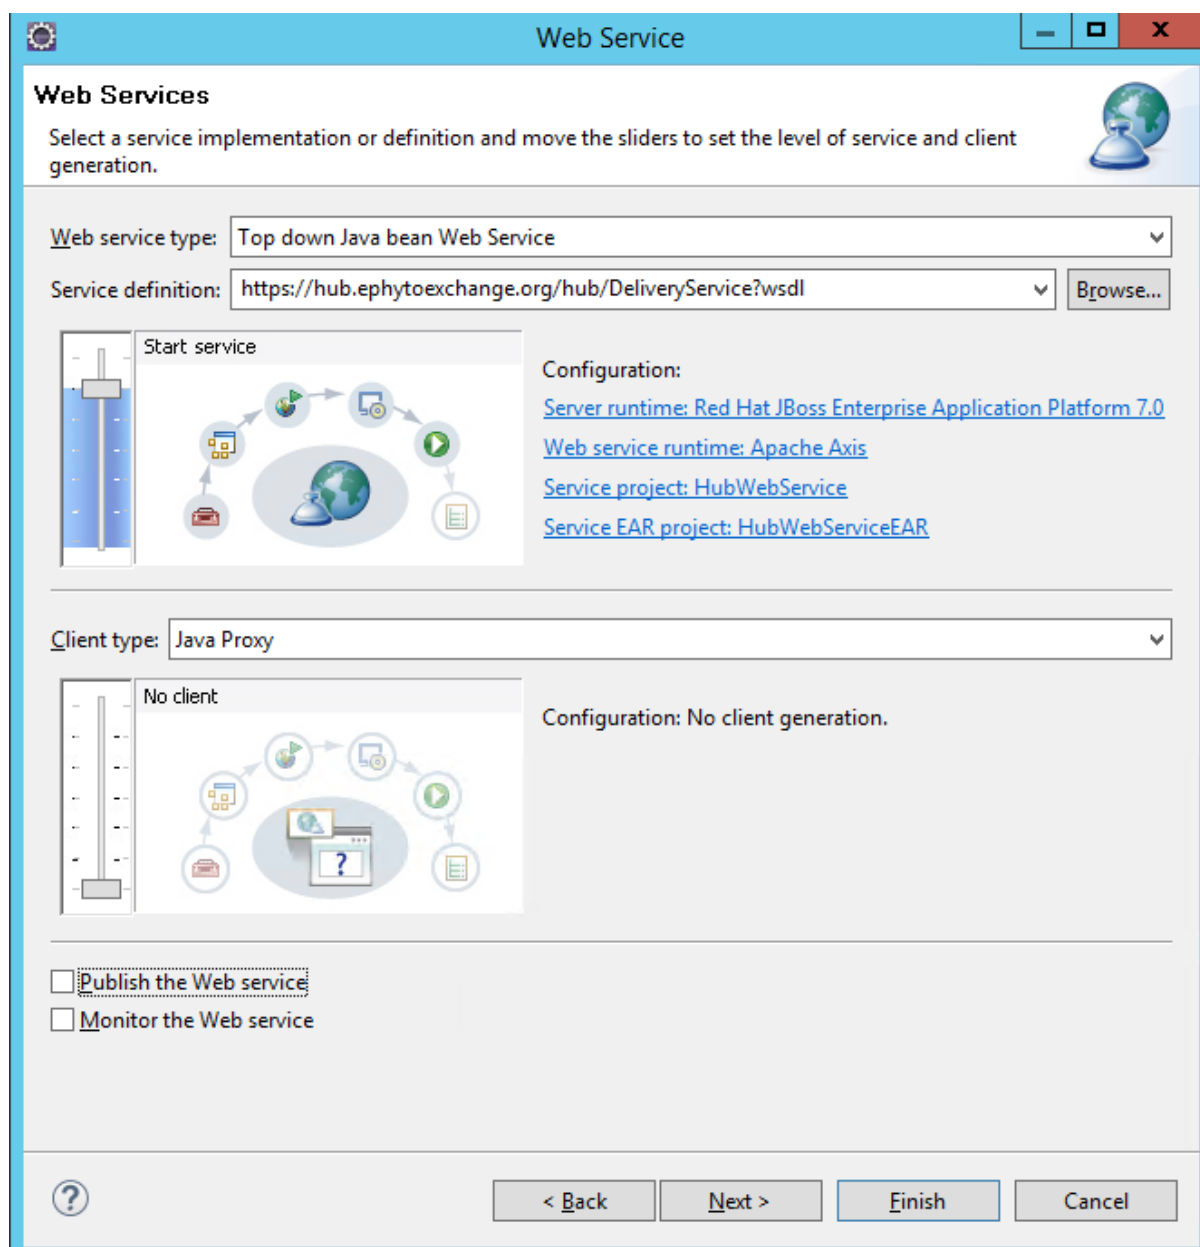 Web Service
Web Services
Select a service implementation or definition and move the sliders to set the level of service and client
generation.
Web service type: Top down Java bean Web Service
Service definition: https://hub.ephytoexchange.org/hub/DeliveryService?wsdl Browse...
Start service
Configuration:
Server runtime: Red Hat JBoss Enterprise Application Platform 7.0
Web service runtime: Apache Axis
Service project: HubWebService
Service EAR project: HubWebServiceEAR
Client type: Java Proxy
No client
Configuration: No client generation.
Publish the Web service
Monitor the Web service
< Back Next > Finish Cancel